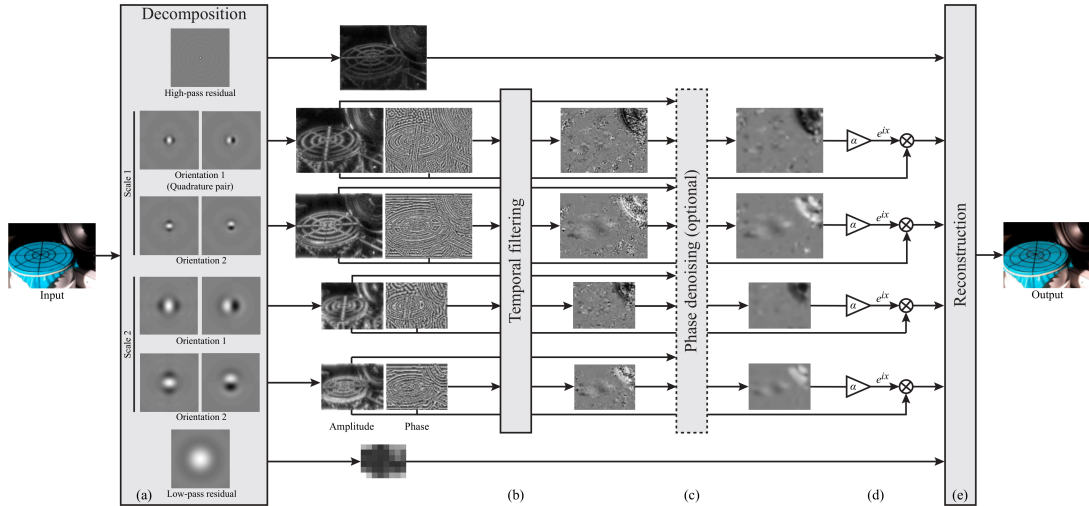 Decomposition
High-pass residual
Scale 1
Orientation 1
(Quadrature pair)
Orientation 2
Scale 2
Orientation 1
Orientation 2
Low-pass residual
Input
Amplitude
Phase
Temporal filtering
Phase denoising (optional)
α
e^{ix}
α
e^{ix}
α
e^{ix}
α
e^{ix}
Reconstruction
Output
(a)
(b)
(c)
(d)
(e)